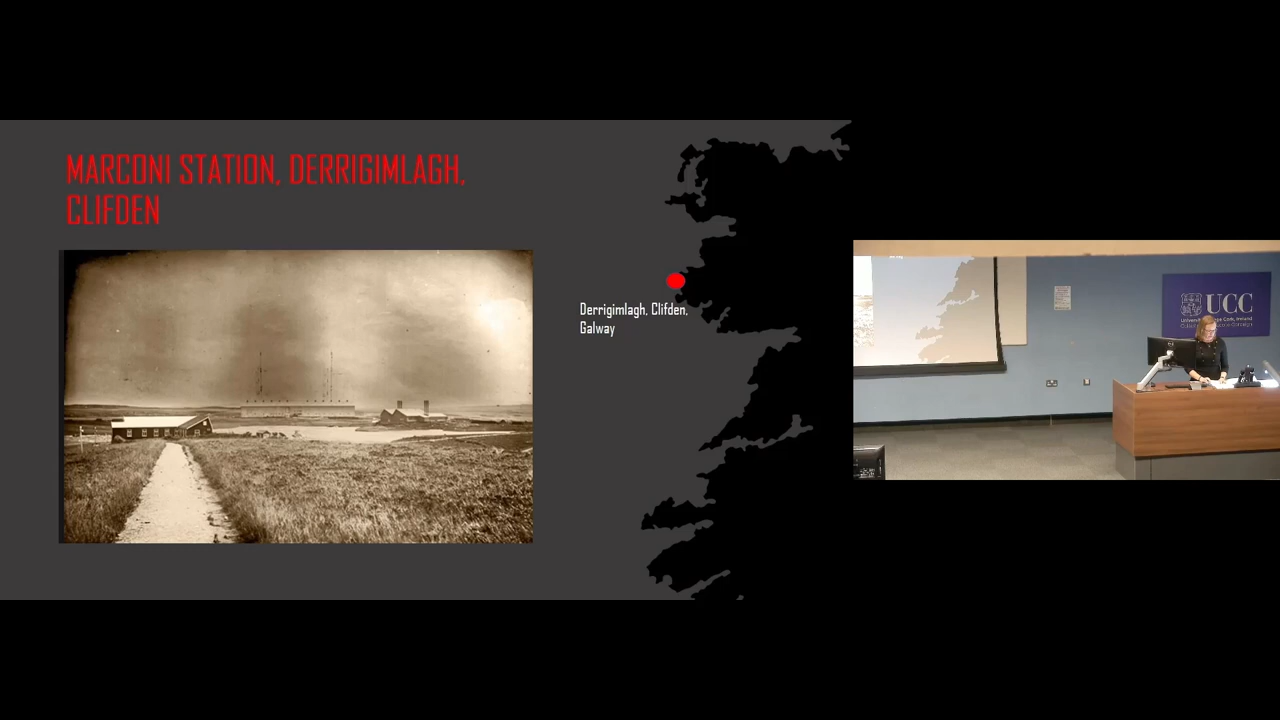 MARCONI STATION, DERRIGIMLAGH,
CLIFDEN
Derrigimlagh, Clifden,
Galway
UCC